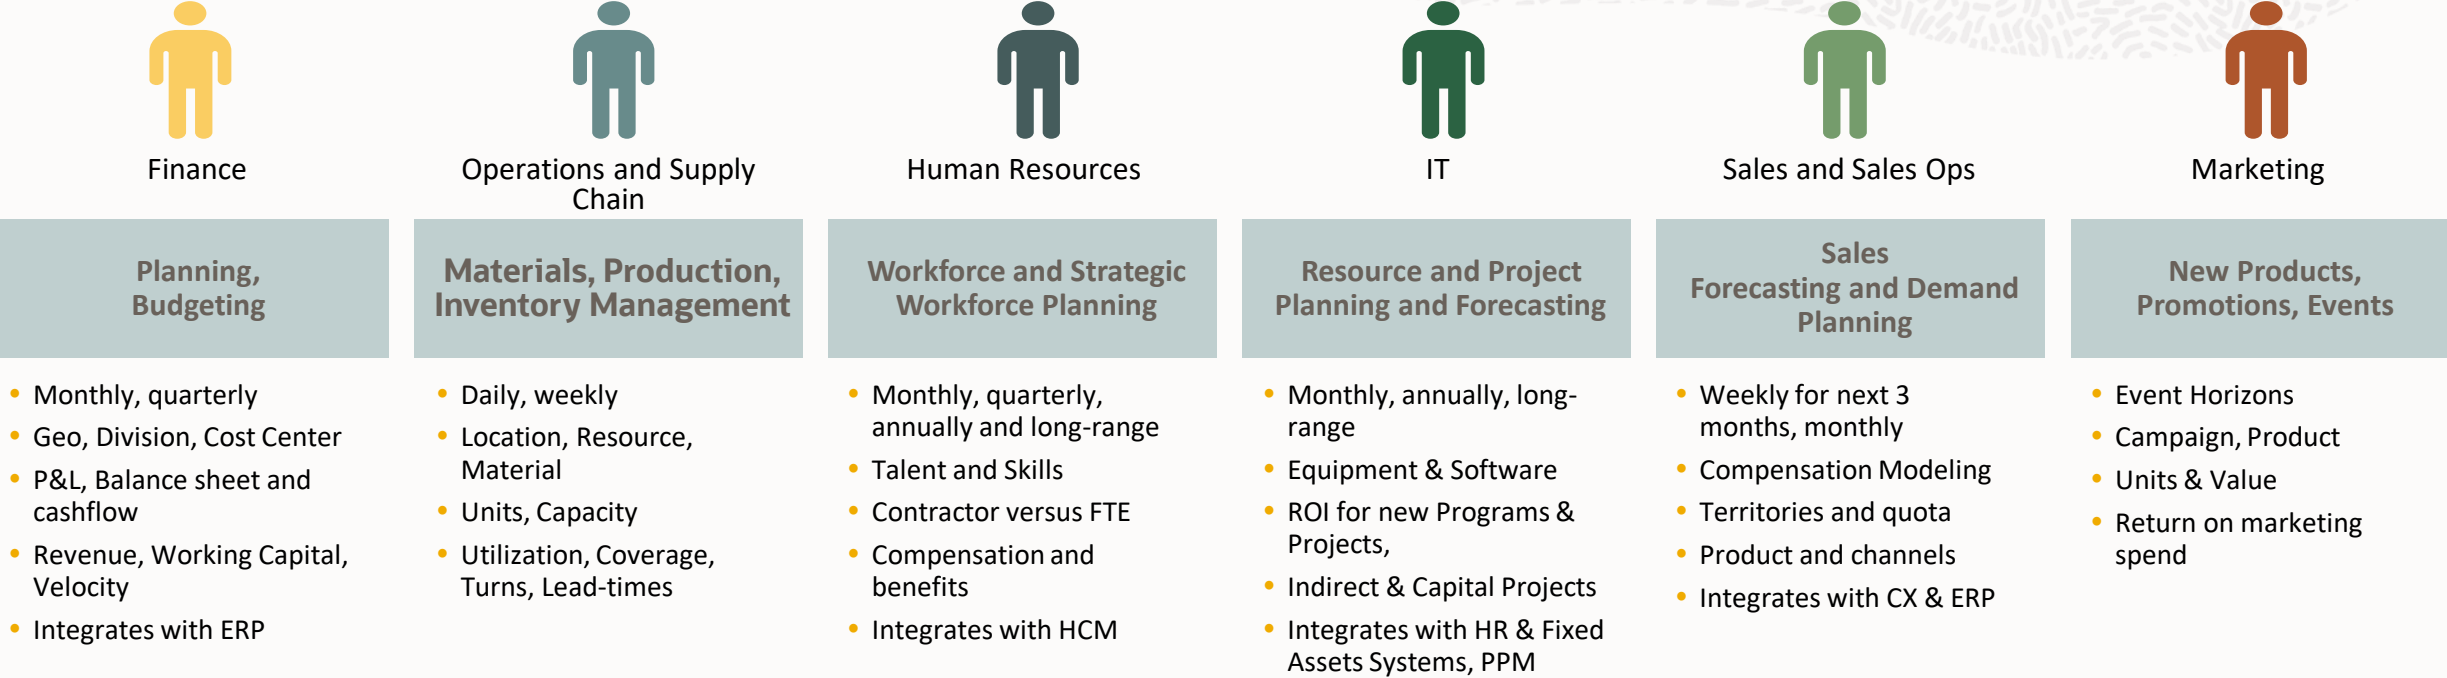 Finance
Operations and Supply
Chain
Human Resources
IT
Sales and Sales Ops
Marketing
Planning,
Budgeting
Materials, Production,
Inventory Management
Workforce and Strategic
Workforce Planning
Resource and Project
Planning and Forecasting
Sales
Forecasting and Demand
Planning
New Products,
Promotions, Events
• Monthly, quarterly
• Geo, Division, Cost Center
• P&L, Balance sheet and
cashflow
• Revenue, Working Capital,
Velocity
• Integrates with ERP
• Daily, weekly
• Location, Resource,
Material
• Units, Capacity
• Utilization, Coverage,
Turns, Lead-times
• Monthly, quarterly,
annually and long-range
• Talent and Skills
• Contractor versus FTE
• Compensation and
benefits
• Integrates with HCM
• Monthly, annually, long-
range
• Equipment & Software
• ROI for new Programs &
Projects,
• Indirect & Capital Projects
• Integrates with HR & Fixed
Assets Systems, PPM
• Weekly for next 3
months, monthly
• Compensation Modeling
• Territories and quota
• Product and channels
• Integrates with CX & ERP
• Event Horizons
• Campaign, Product
• Units & Value
• Return on marketing
spend